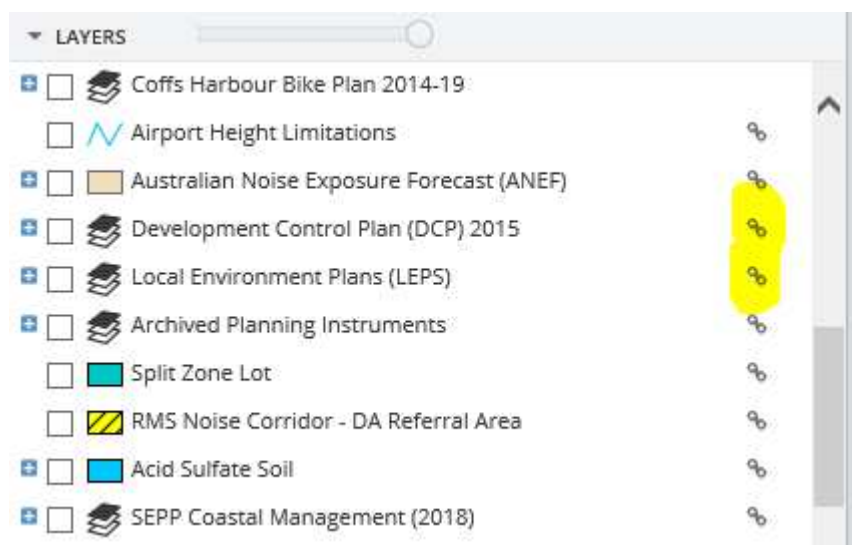 LAYERS
Coffs Harbour Bike Plan 2014-19
Airport Height Limitations
Australian Noise Exposure Forecast (ANEF)
Development Control Plan (DCP) 2015
Local Environment Plans (LEPS)
Archived Planning Instruments
Split Zone Lot
RMS Noise Corridor - DA Referral Area
Acid Sulfate Soil
SEPP Coastal Management (2018)